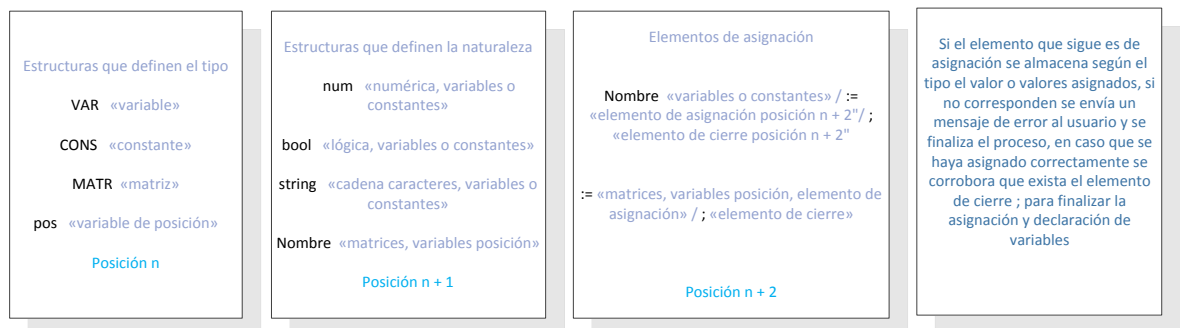 Estructuras que definen el tipo
VAR «variable»
CONS «constante»
MATR «matriz»
pos «variable de posición»
Posición n
Estructuras que definen la naturaleza
num «numérica, variables o
constantes»
bool «lógica, variables o constantes»
string «cadena caracteres, variables o
constantes»
Nombre «matrices, variables posición»
Posición n + 1
Elementos de asignación
Nombre «variables o constantes» / :=
«elemento de asignación posición n + 2"/ ;
«elemento de cierre posición n + 2"
:= «matrices, variables posición, elemento de
asignación» / ; «elemento de cierre»
Posición n + 2
Si el elemento que sigue es de
asignación se almacena según el
tipo el valor o valores asignados, si
no corresponden se envía un
mensaje de error al usuario y se
finaliza el proceso, en caso que se
haya asignado correctamente se
corrobora que exista el elemento
de cierre ; para finalizar la
asignación y declaración de
variables